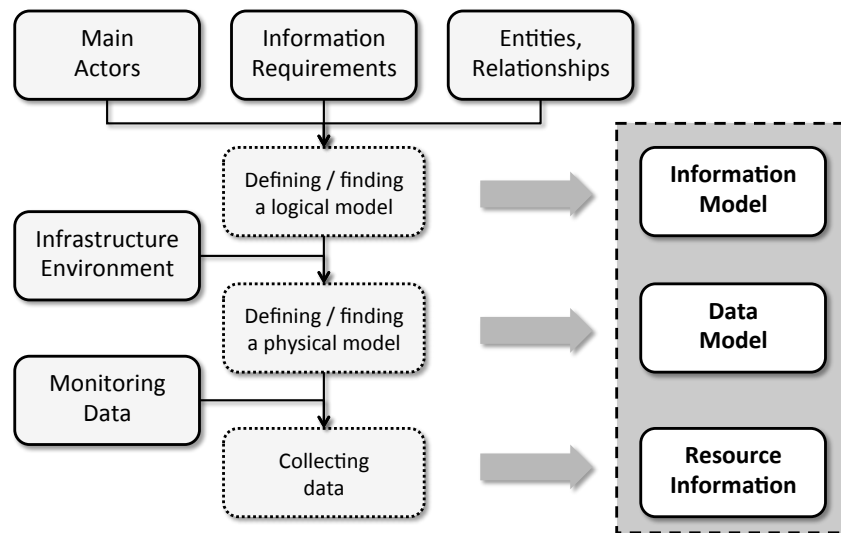 Main
Actors
Information
Requirements
Entities,
Relationships
Defining / finding
a logical model
Information
Model
Infrastructure
Environment
Defining / finding
a physical model
Data
Model
Monitoring
Data
Collecting
data
Resource
Information